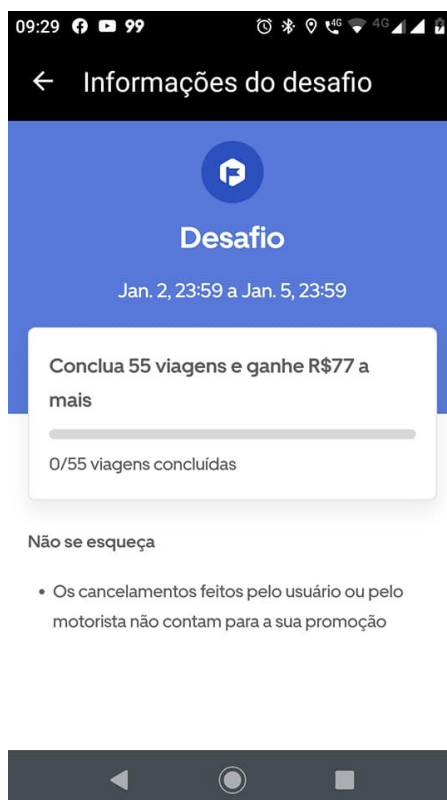 09:29 99 4G 4G
Informações do desafio
Desafio
Jan. 2, 23:59 a Jan. 5, 23:59
Conclua 55 viagens e ganhe R$77 a
mais
0/55 viagens concluídas
Não se esqueça
• Os cancelamentos feitos pelo usuário ou pelo
motorista não contam para a sua promoção